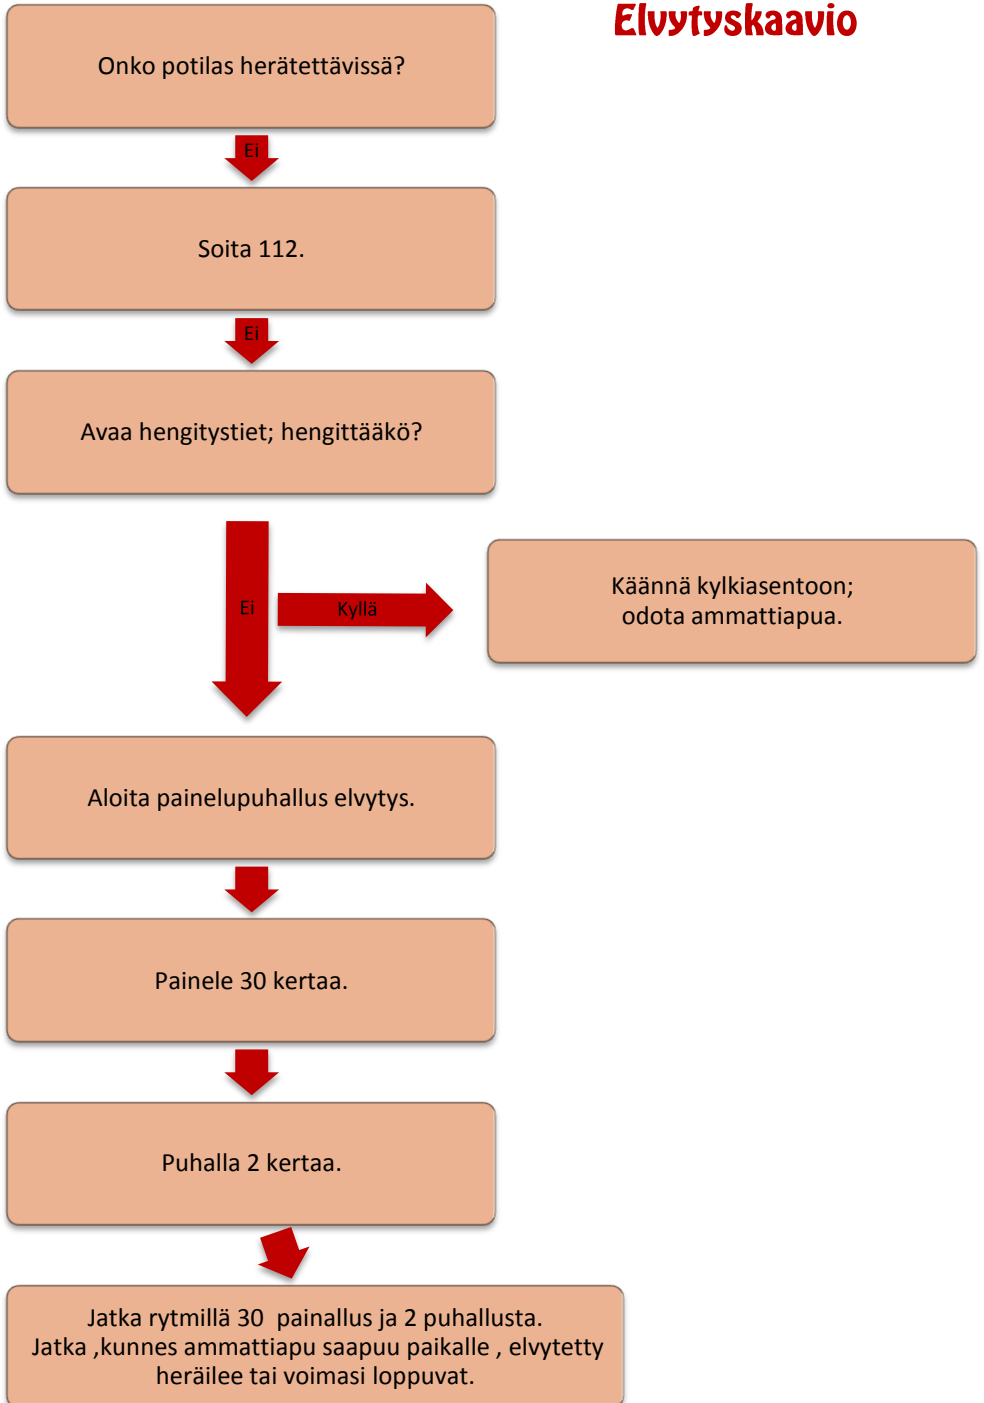 Elvytyskaavio
Onko potilas herätettävissä?
Ei
Soita 112.
Ei
Avaa hengitystiet; hengittääkö?
Ei
Kyllä
Käännä kylkiasentoon;
odota ammattiapua.
Aloita painelupuhallus elvytys.
Painele 30 kertaa.
Puhalla 2 kertaa.
Jatka rytmillä 30 painallus ja 2 puhallusta.
Jatka ,kunnes ammattiapu saapuu paikalle , elvytetty
heräilee tai voimasi loppuvat.